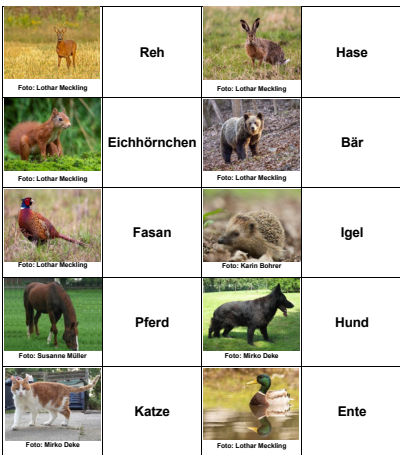 Foto: Lothar Meckling
Reh
Foto: Lothar Meckling
Hase
Foto: Lothar Meckling
Eichhörnchen
Foto: Lothar Meckling
Bär
Foto: Lothar Meckling
Fasan
Foto: Karin Bohrer
Igel
Foto: Susanne Müller
Pferd
Foto: Mirko Deke
Hund
Foto: Mirko Deke
Katze
Foto: Lothar Meckling
Ente